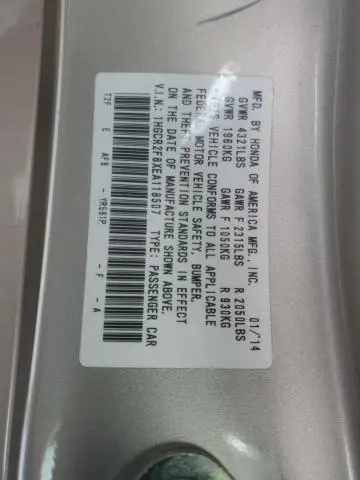 MFD. BY HONDA OF AMERICA MFG., INC. 01/14
GVWR 4321LBS GAWR F 2315LBS R 2050LBS
GVWR 1960KG GAWR F 1050KG R 930KG
THIS VEHICLE CONFORMS TO ALL APPLICABLE
FEDERAL MOTOR VEHICLE SAFETY, BUMPER,
AND THEFT PREVENTION STANDARDS IN EFFECT
ON THE DATE OF MANUFACTURE SHOWN ABOVE.
V.I.N.: 1HGCR2F8XEA118507 TYPE: PASSENGER CAR
T2F E AF8 - YR591P - F - A